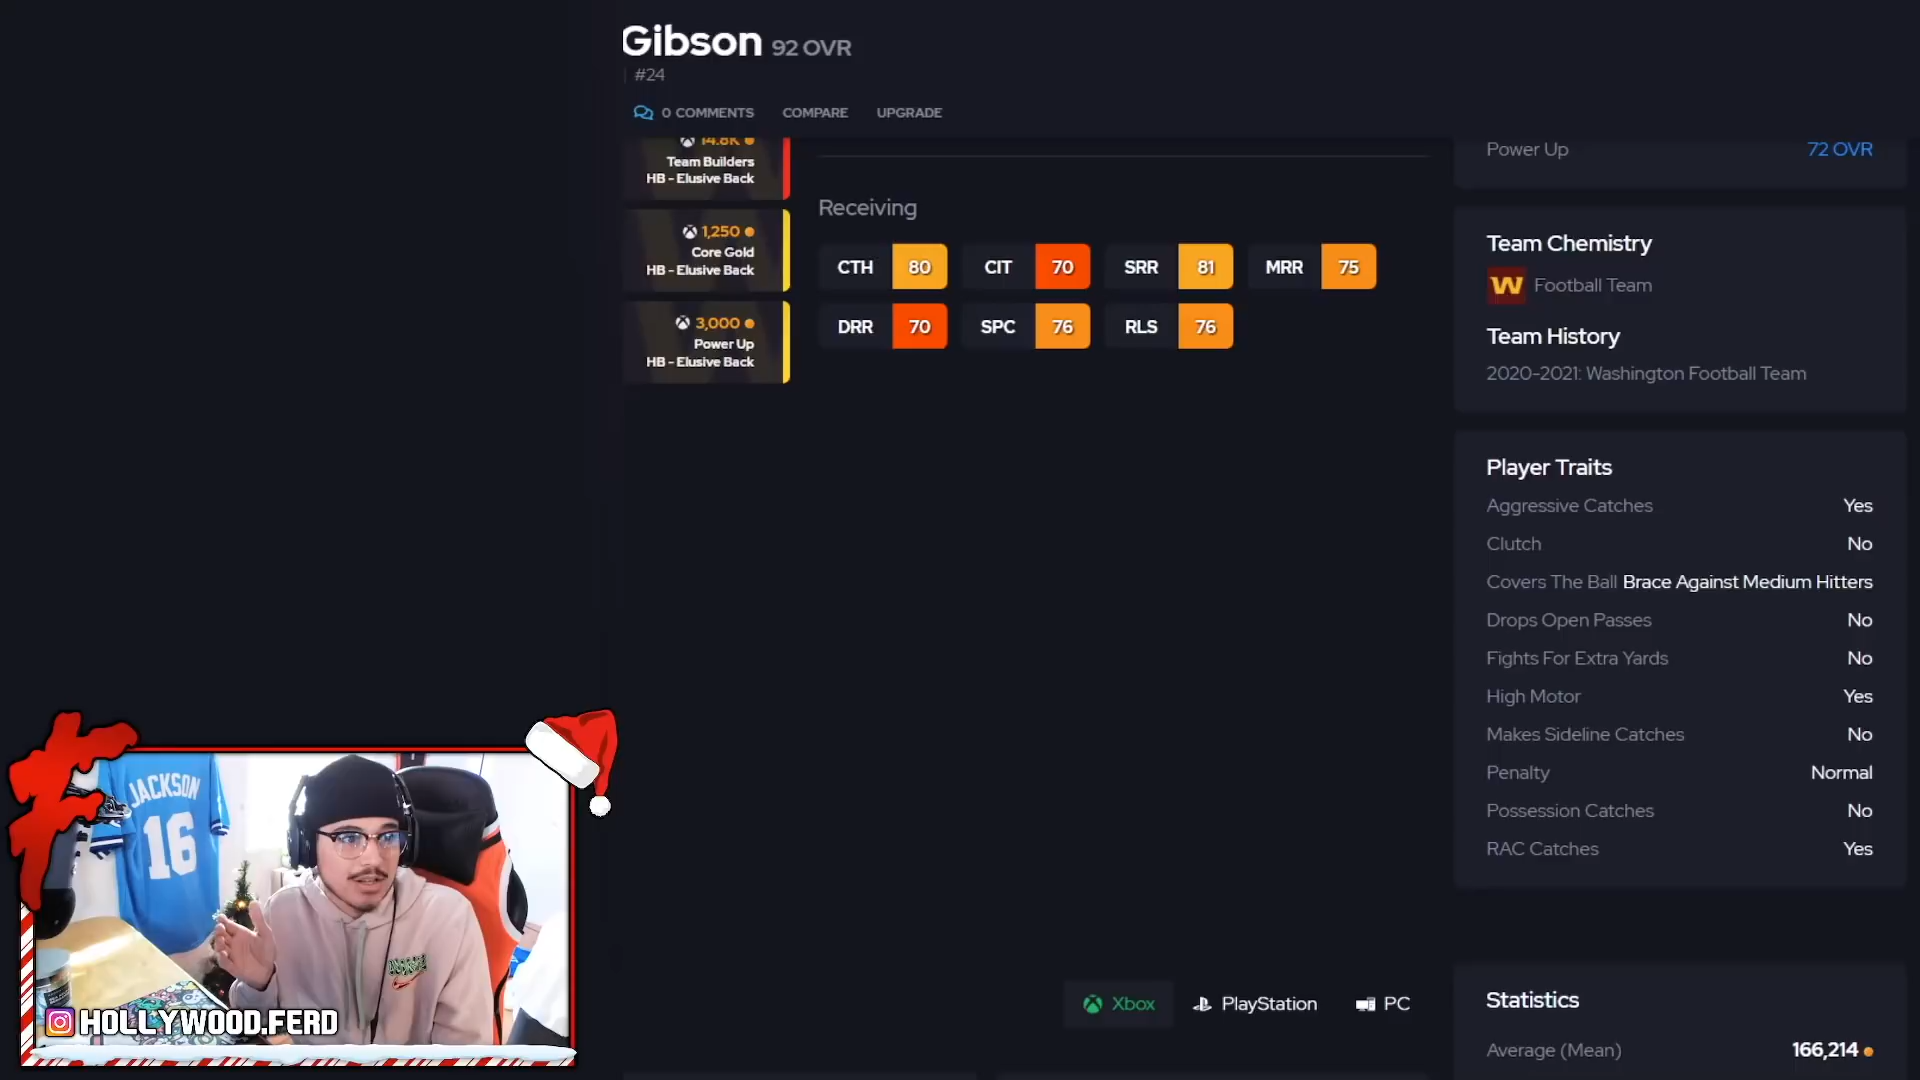 Gibson 92 OVR
#24
0 COMMENTS COMPARE UPGRADE
14.8K
Team Builders
HB - Elusive Back
1,250
Core Gold
HB - Elusive Back
3,000
Power Up
HB - Elusive Back
Receiving
CTH 80 CIT 70 SRR 81 MRR 75
DRR 70 SPC 76 RLS 76
Power Up 72 OVR
Team Chemistry
W Football Team
Team History
2020-2021: Washington Football Team
Player Traits
Aggressive Catches Yes
Clutch No
Covers The Ball Brace Against Medium Hitters
Drops Open Passes No
Fights For Extra Yards No
High Motor Yes
Makes Sideline Catches No
Penalty Normal
Possession Catches No
RAC Catches Yes
Xbox PlayStation PC
Statistics
Average (Mean) 166,214
JACKSON
16
HOLLYWOOD.FERD